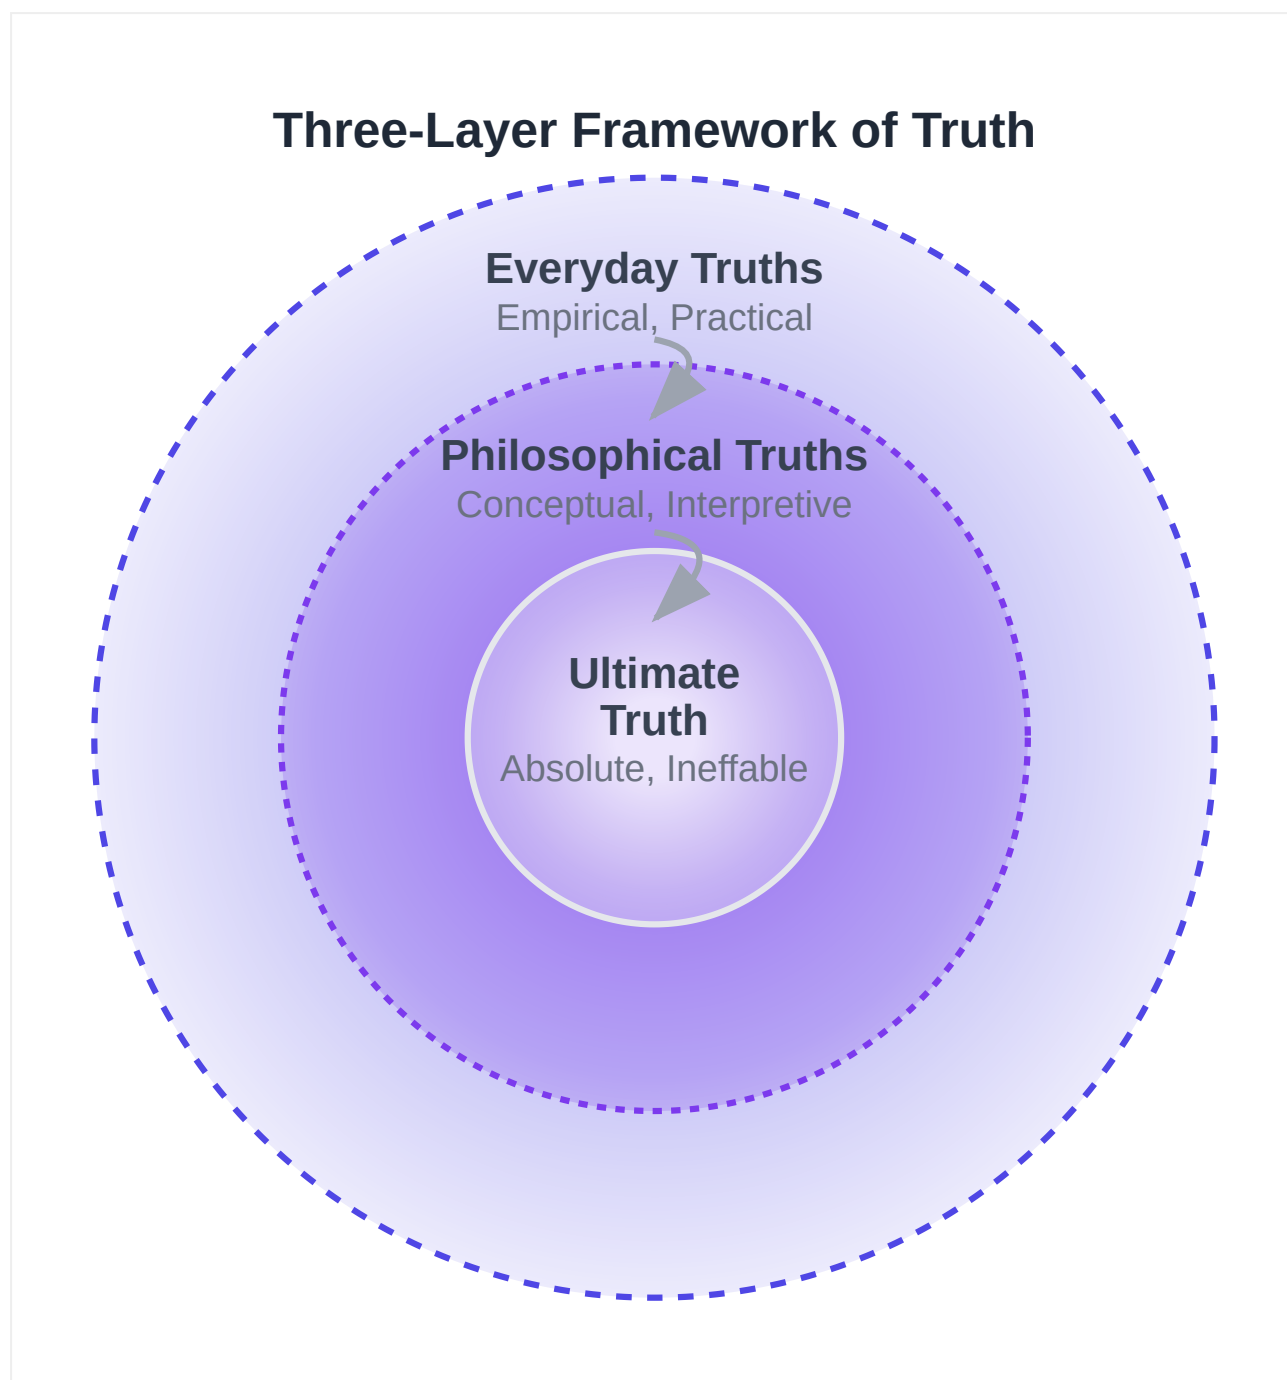 Three-Layer Framework of Truth
Everyday Truths
Empirical, Practical
Philosophical Truths
Conceptual, Interpretive
Ultimate
Truth
Absolute, Ineffable